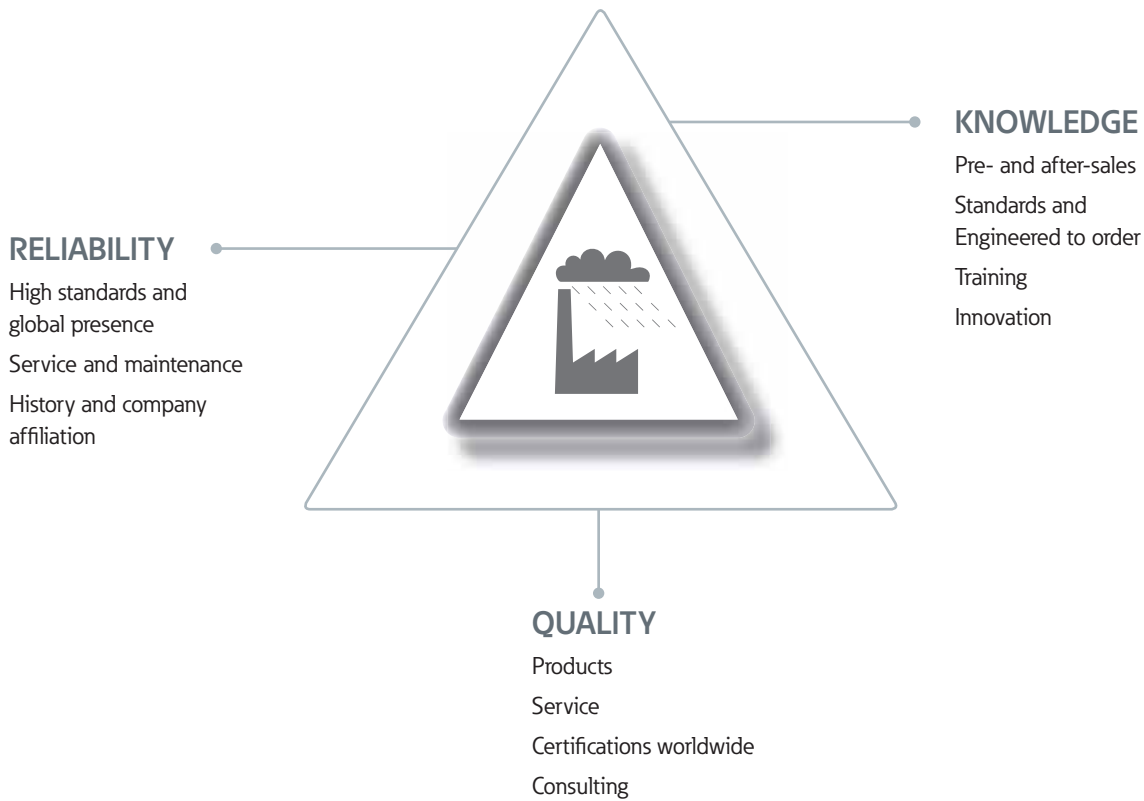 KNOWLEDGE
Pre- and after-sales
Standards and
Engineered to order
Training
Innovation
RELIABILITY
High standards and
global presence
Service and maintenance
History and company
affiliation
QUALITY
Products
Service
Certifications worldwide
Consulting